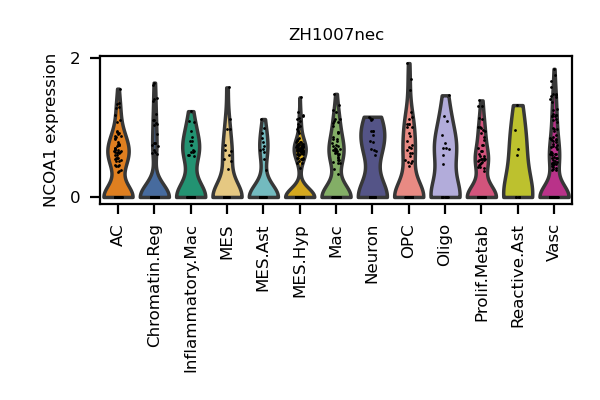 ZH1007nec
NCOA1 expression
2
0
AC
Chromatin.Reg
Inflammatory.Mac
MES
MES.Ast
MES.Hyp
Mac
Neuron
OPC
Oligo
Prolif.Metab
Reactive.Ast
Vasc